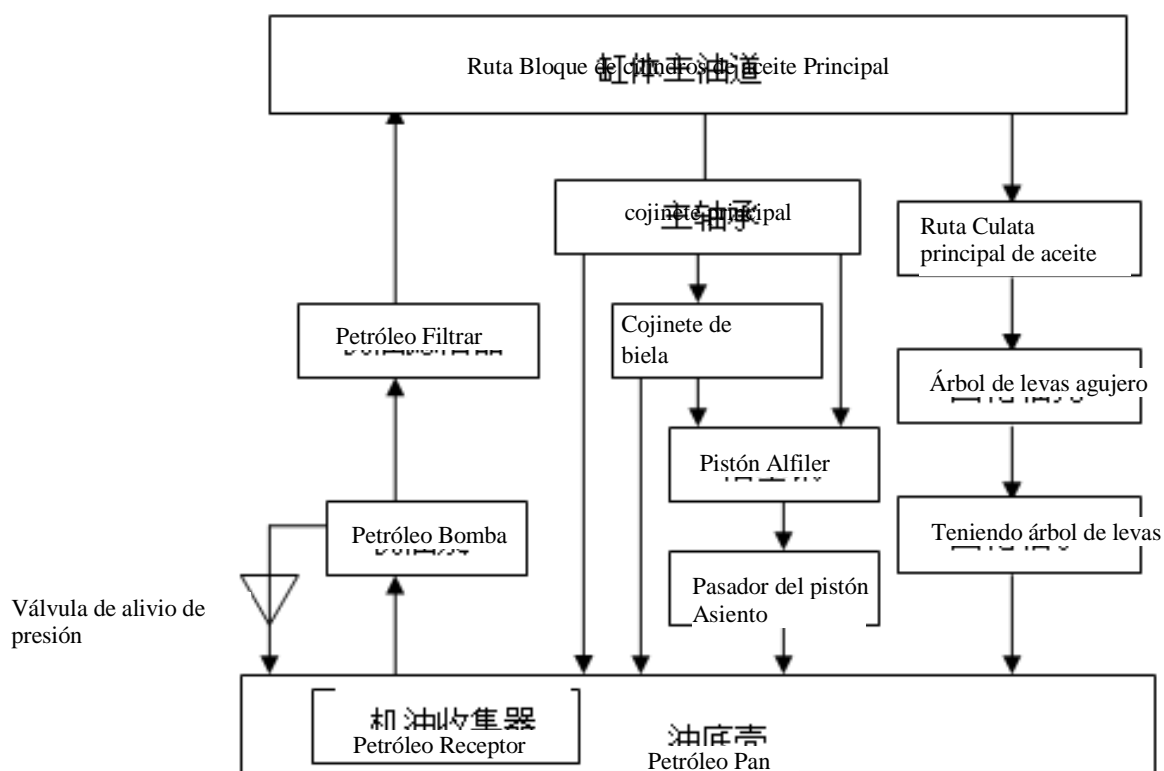 Ruta Bloque de cilindros de aceite Principal
缸体主油道
cojinete principal
主轴承
Ruta Culata
principal de aceite
Petróleo Filtrar
Cojinete de
biela
Árbol de levas agujero
Pistón Alfiler
Petróleo Bomba
Teniendo árbol de levas
Válvula de alivio de
presión
Pasador del pistón
Asiento
机油收集器
Petróleo Receptor
油底壳
Petróleo Pan